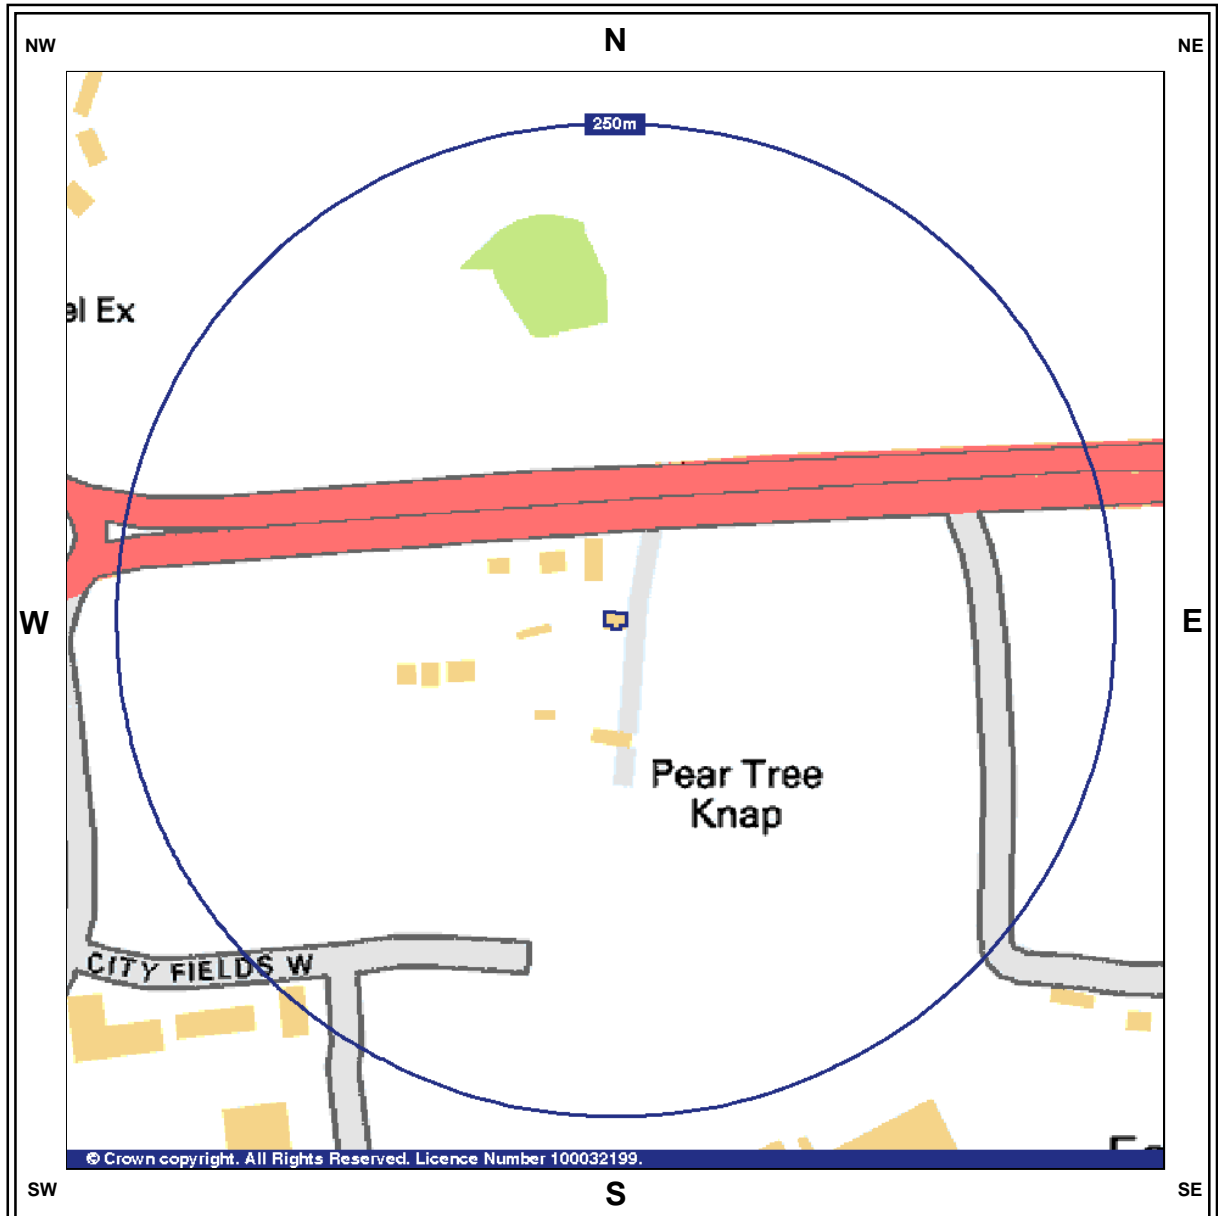 N
NW
NE
250m
el Ex
W
E
Pear Tree
Knap
CITY FIELDS W
© Crown copyright. All Rights Reserved. Licence Number 100032199.
SW
S
SE